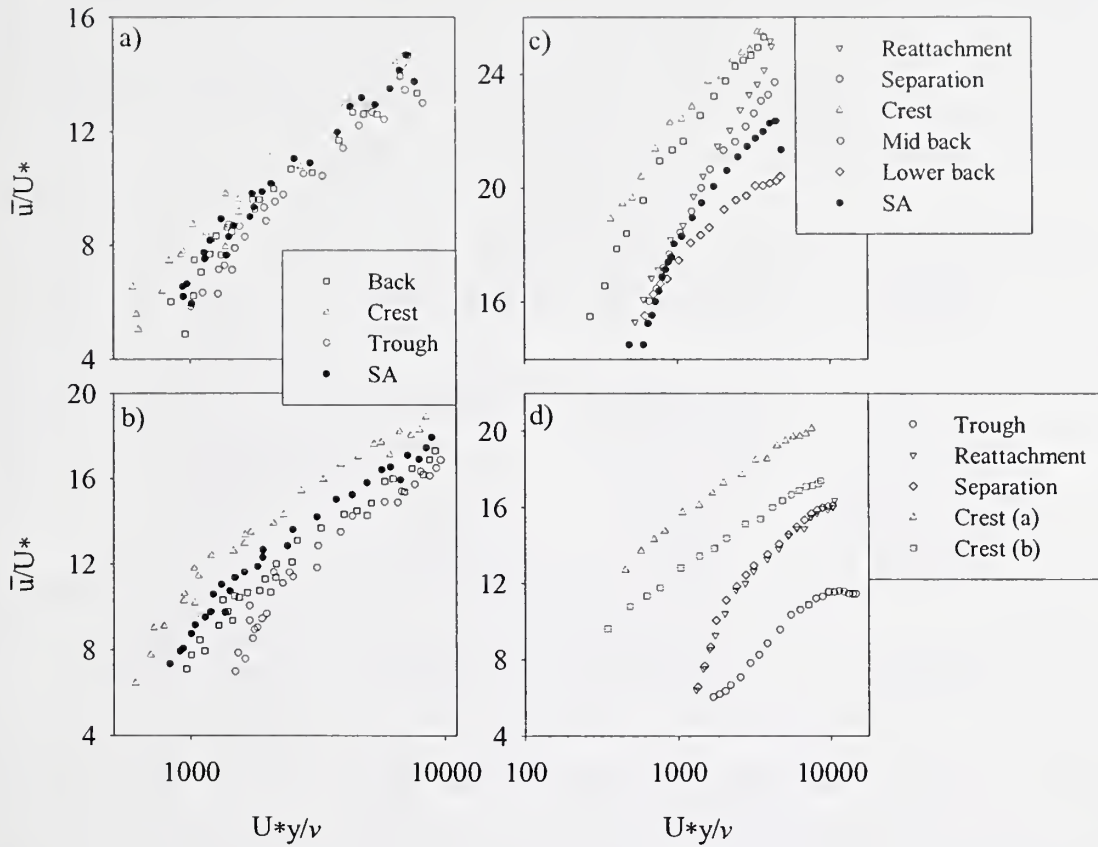 a)
16
12
8
4
u̅/U*
Back
Crest
Trough
SA
c)
24
20
16
Reattachment
Separation
Crest
Mid back
Lower back
SA
b)
20
16
12
8
4
u̅/U*
1000
10000
U*y/ν
d)
20
16
12
8
4
100
1000
10000
U*y/ν
Trough
Reattachment
Separation
Crest (a)
Crest (b)